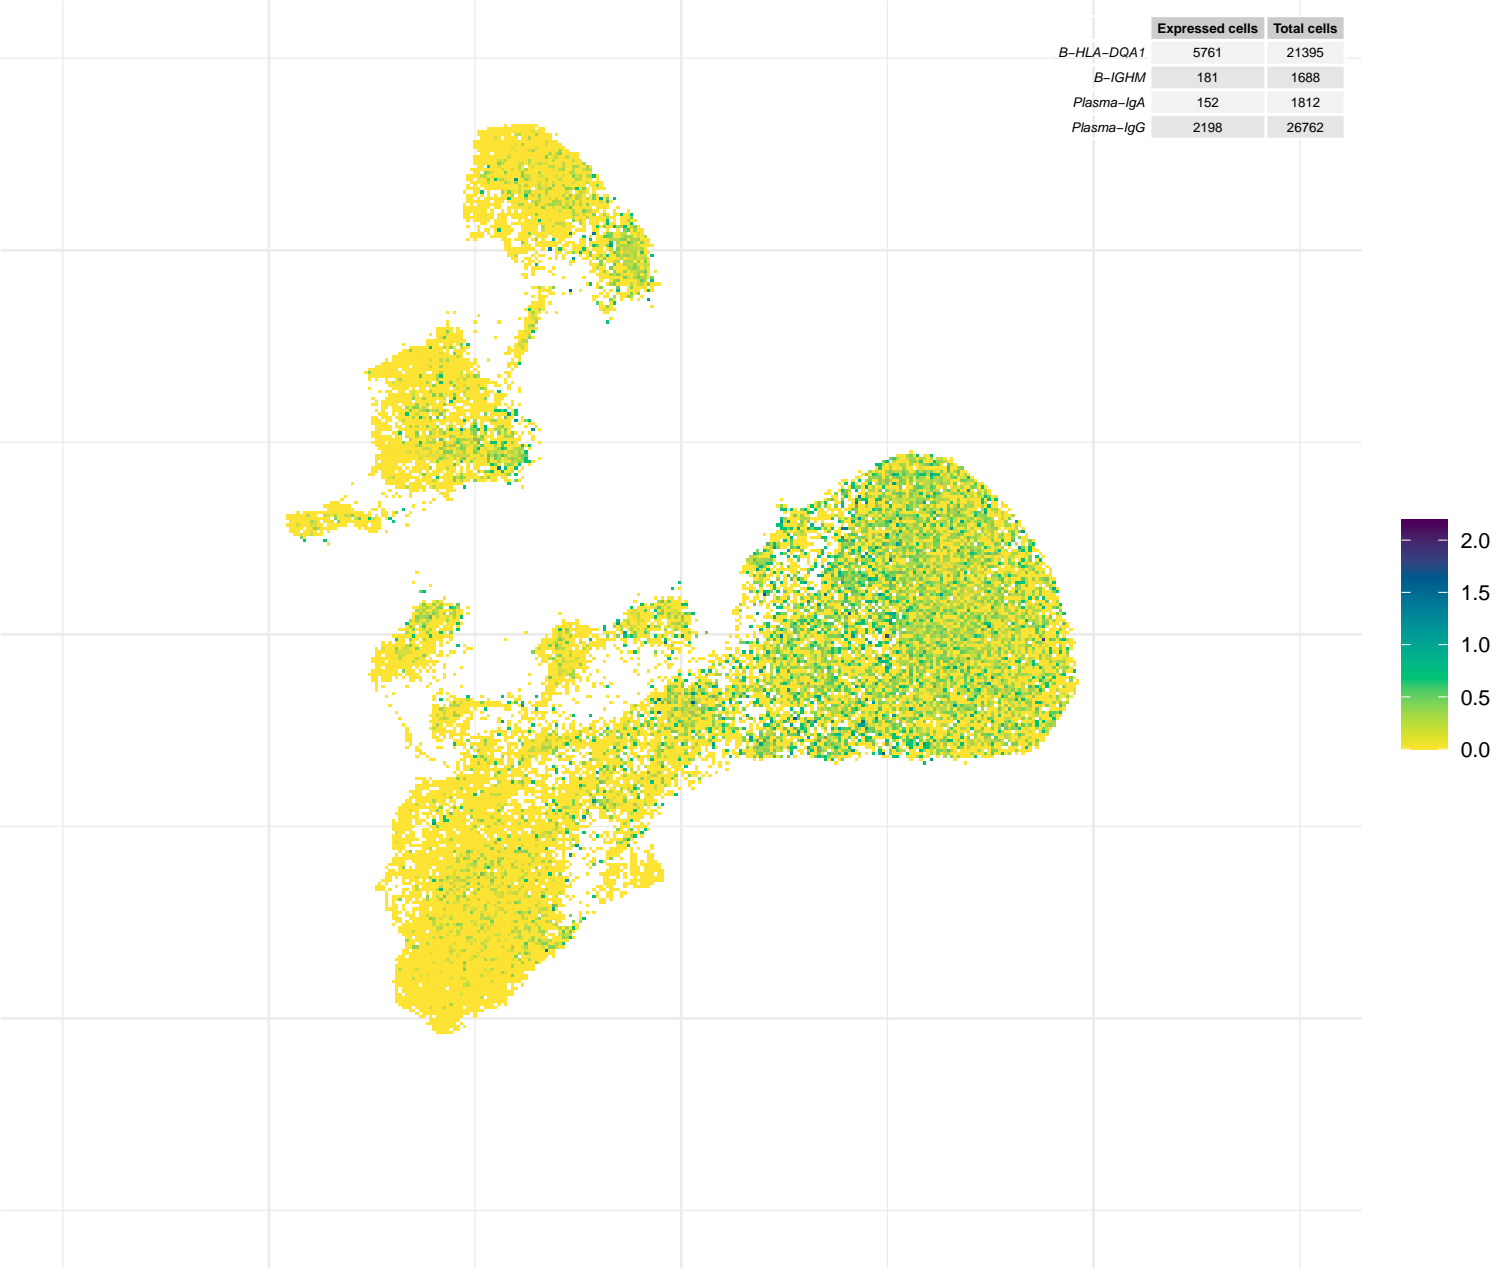 Expressed cells Total cells
B−HLA−DQA1 5761 21395
B−IGHM 181 1688
Plasma−IgA 152 1812
Plasma−IgG 2198 26762
2.0
1.5
1.0
0.5
0.0